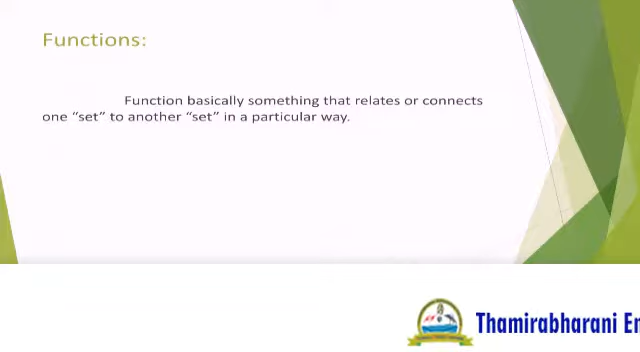 Functions:
Function basically something that relates or connects
one “set” to another “set” in a particular way.
Thamirabharani En